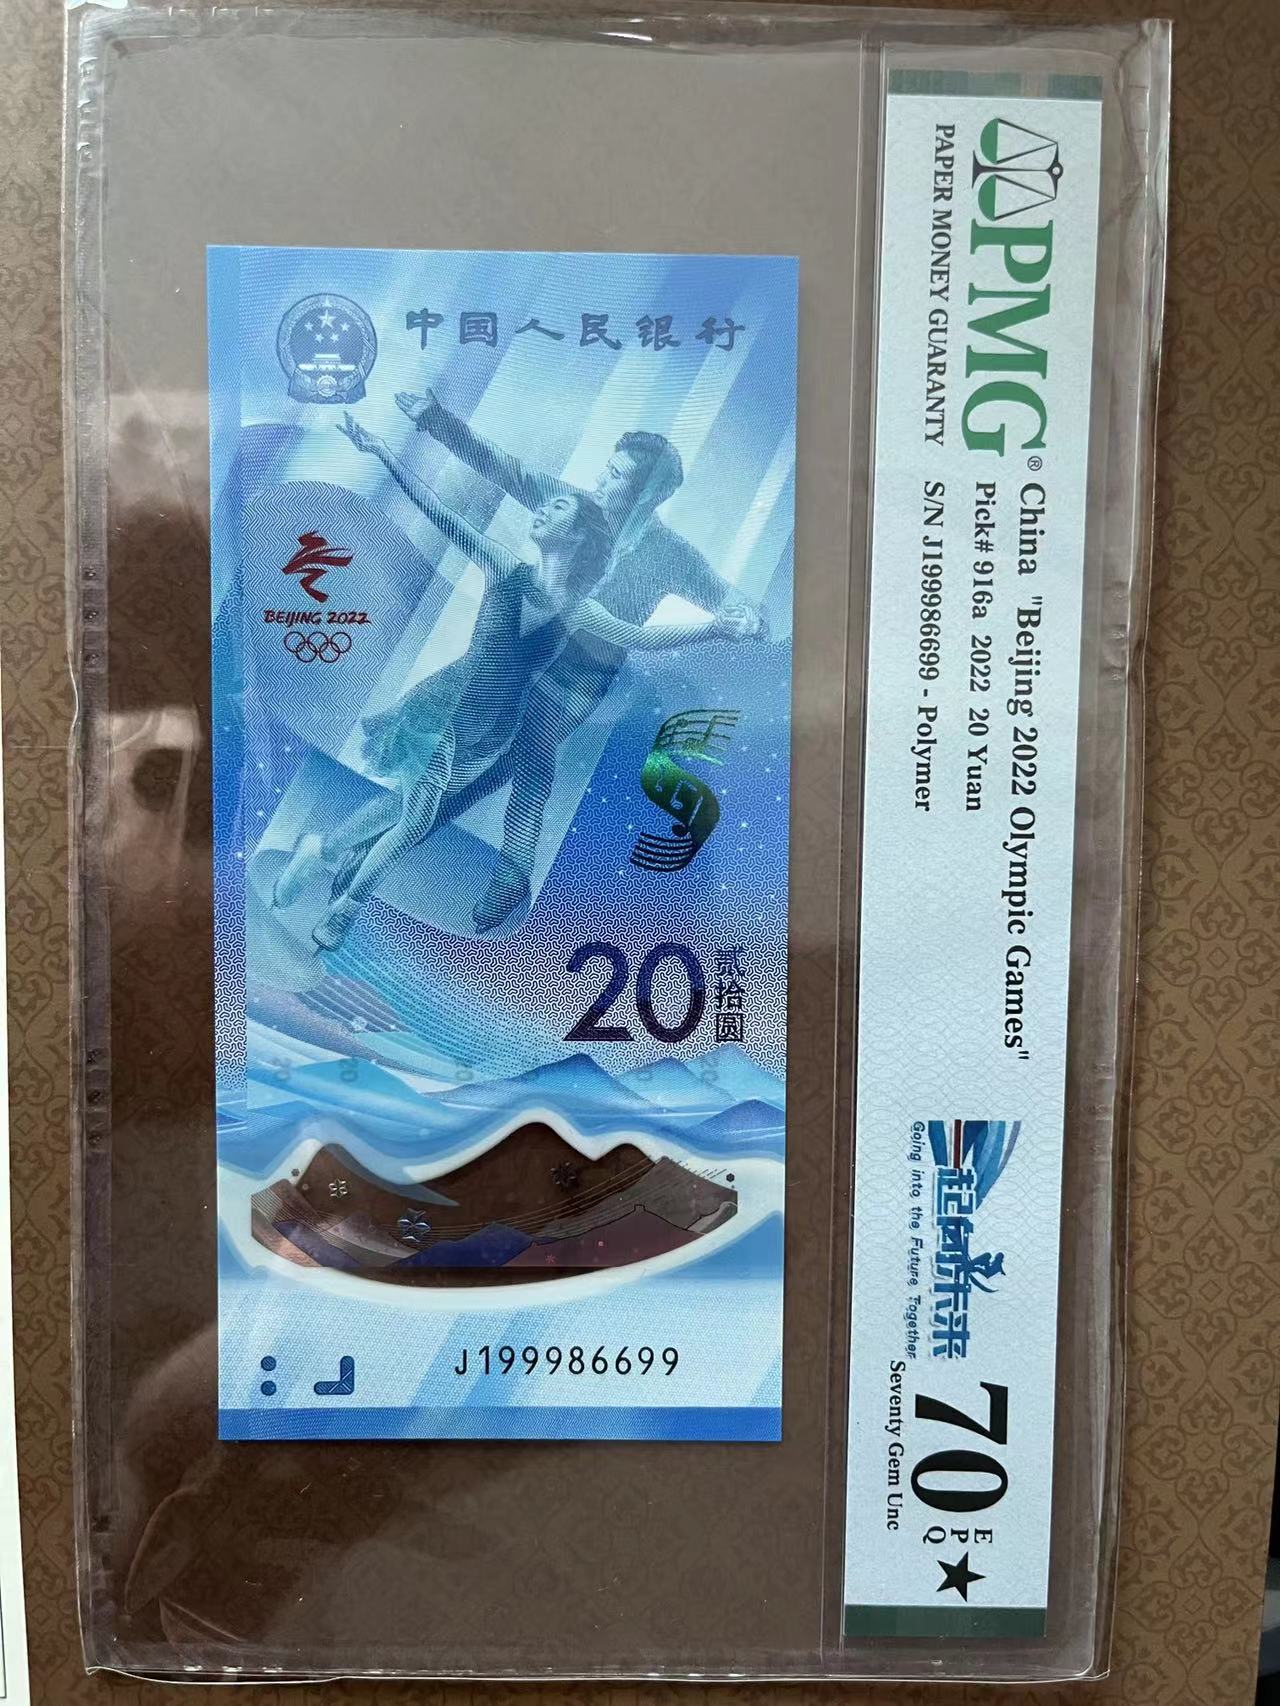 中国人民银行
BEIJING 2022
20
贰拾圆
J199986699
PMG®
PAPER MONEY GUARANTY
China "Beijing 2022 Olympic Games"
Pick# 916a 2022 20 Yuan
S/N J199986699 - Polymer
一起向未来
Going into the Future Together
70
EPQ
★
Seventy Gem Unc